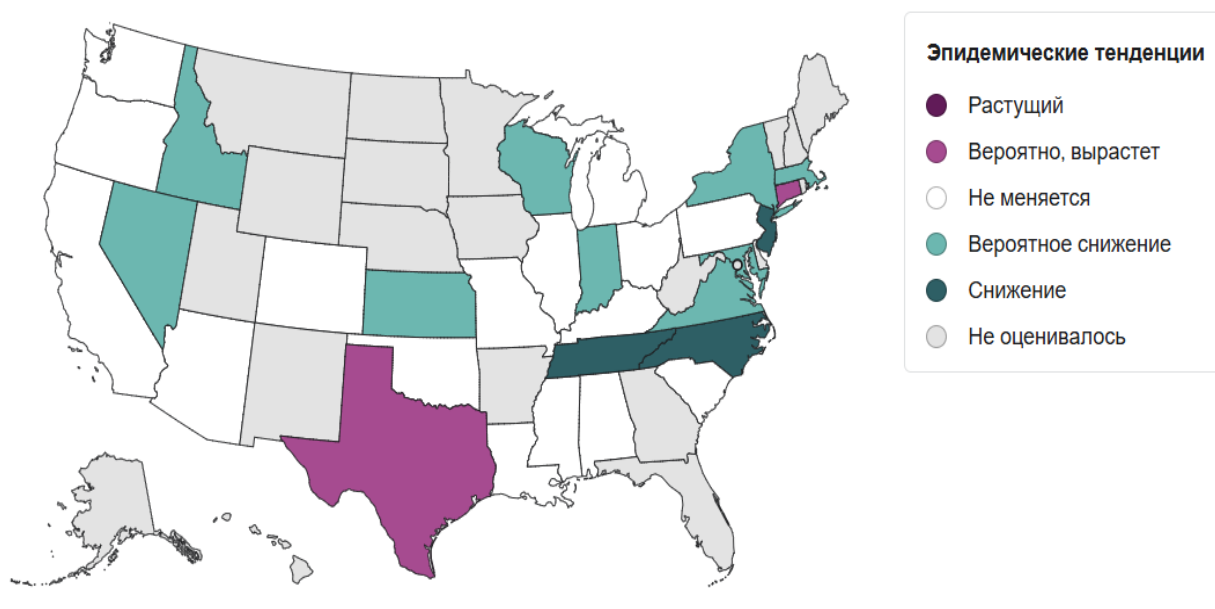 Эпидемические тенденции
Растущий
Вероятно, вырастет
Не меняется
Вероятное снижение
Снижение
Не оценивалось